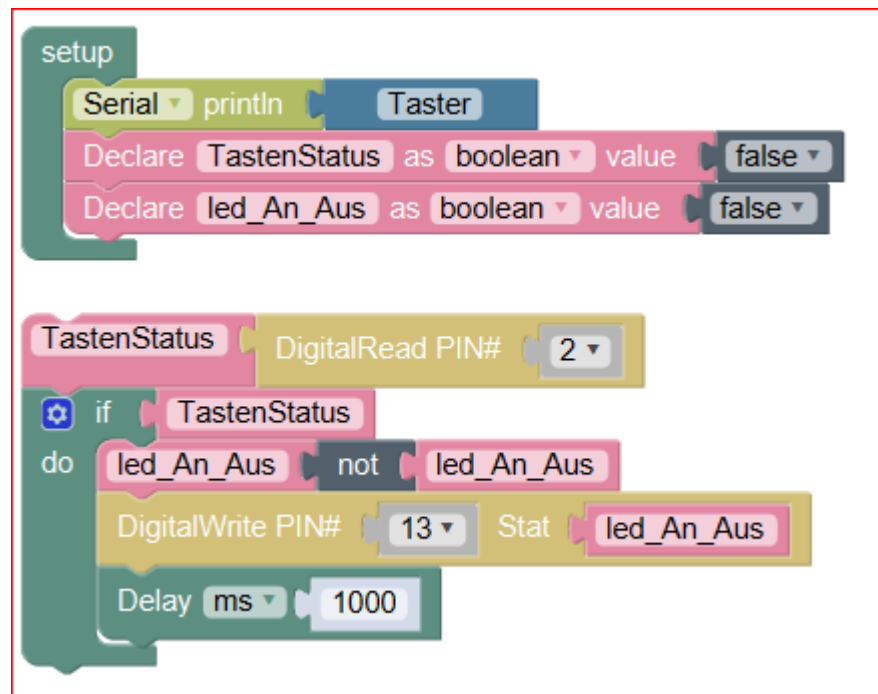 setup
Serial println Taster
Declare TastenStatus as boolean value false
Declare led_An_Aus as boolean value false
TastenStatus DigitalRead PIN# 2
if TastenStatus
do led_An_Aus not led_An_Aus
DigitalWrite PIN# 13 Stat led_An_Aus
Delay ms 1000